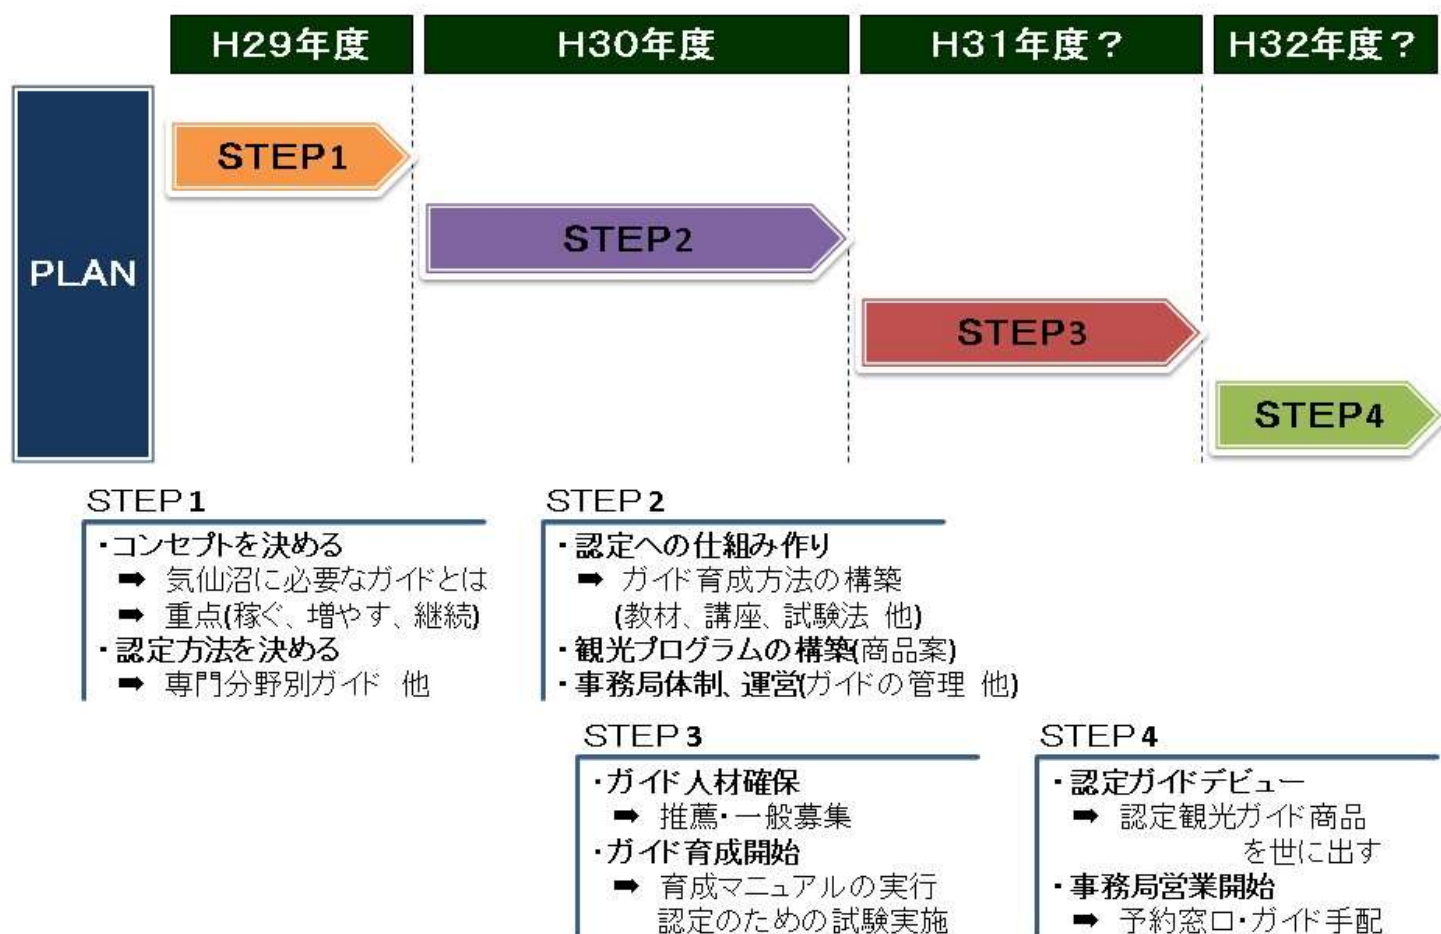 H29年度
H30年度
H31年度？
H32年度？
PLAN
STEP1
STEP2
STEP3
STEP4
STEP1
・コンセプトを決める
➡ 気仙沼に必要なガイドとは
➡ 重点(稼ぐ、増やす、継続)
・認定方法を決める
➡ 専門分野別ガイド 他
STEP2
・認定への仕組み作り
➡ ガイド育成方法の構築
(教材、講座、試験法 他)
・観光プログラムの構築(商品案)
・事務局体制、運営(ガイドの管理 他)
STEP3
・ガイド人材確保
➡ 推薦・一般募集
・ガイド育成開始
➡ 育成マニュアルの実行
認定のための試験実施
STEP4
・認定ガイドデビュー
➡ 認定観光ガイド商品
を世に出す
・事務局営業開始
➡ 予約窓口・ガイド手配